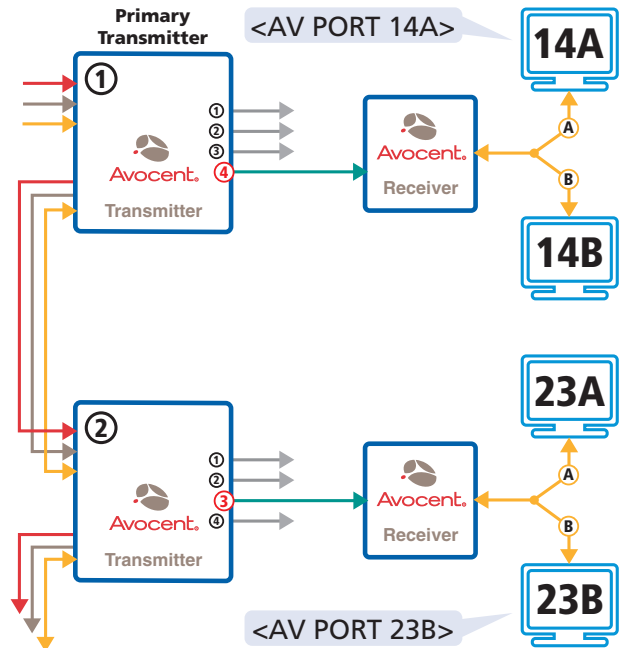 Primary
Transmitter
<AV PORT 14A>
14A
①
①
②
③
④
Avocent®
Transmitter
Avocent®
Receiver
A
B
14B
23A
②
①
②
③
④
Avocent®
Transmitter
Avocent®
Receiver
A
B
23B
<AV PORT 23B>